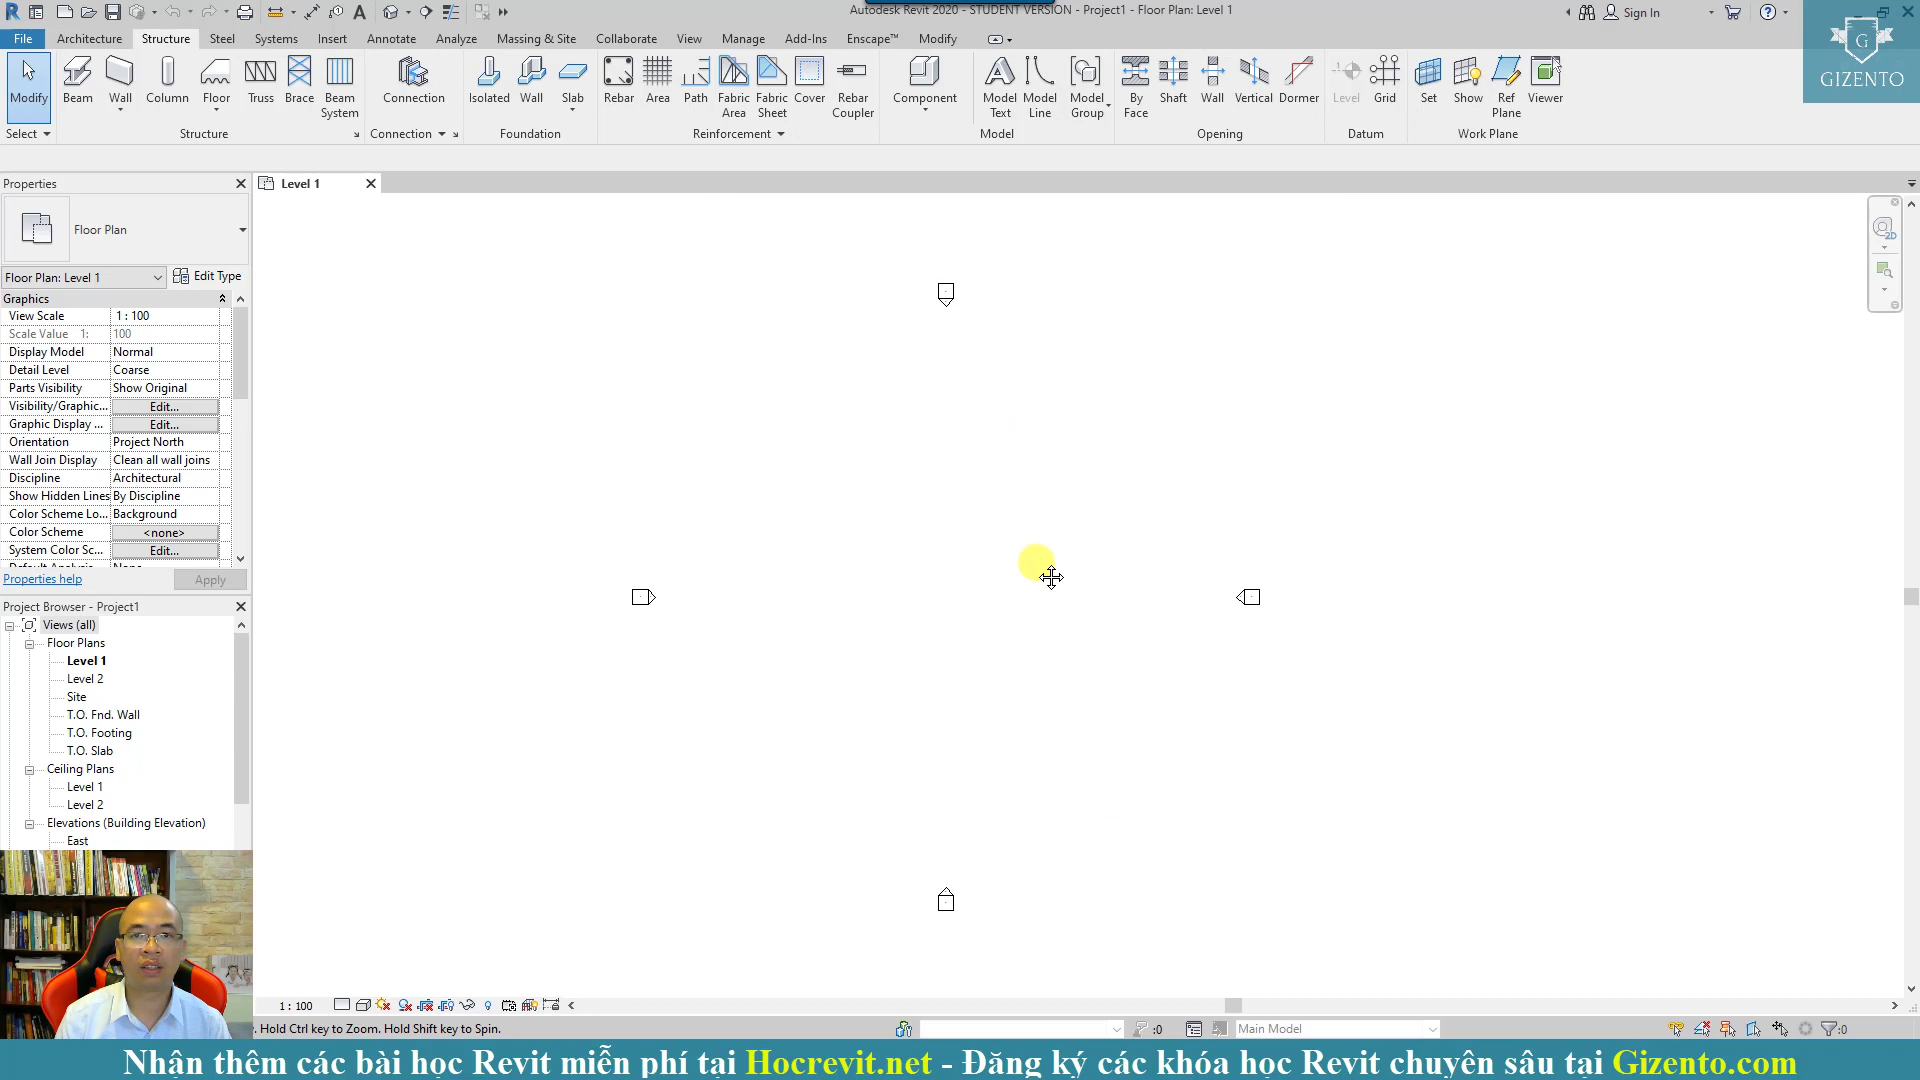 Autodesk Revit 2020 - STUDENT VERSION - Project1 - Floor Plan: Level 1
Sign In
File Architecture Structure Steel Systems Insert Annotate Analyze Massing & Site Collaborate View Manage Add-Ins Enscape™ Modify
G
GIZENTO
Modify Beam Wall Column Floor Truss Brace Beam System Connection Isolated Wall Slab Rebar Area Path Fabric Area Fabric Sheet Cover Rebar Coupler Component Model Text Model Line Model Group By Face Shaft Wall Vertical Dormer Level Grid Set Show Ref Plane Viewer
Select Structure Connection Foundation Reinforcement Model Opening Datum Work Plane
Properties
Level 1
Floor Plan
2D
Floor Plan: Level 1 Edit Type
Graphics
View Scale 1 : 100
Scale Value 1: 100
Display Model Normal
Detail Level Coarse
Parts Visibility Show Original
Visibility/Graphic... Edit...
Graphic Display ... Edit...
Orientation Project North
Wall Join Display Clean all wall joins
Discipline Architectural
Show Hidden Lines By Discipline
Color Scheme Lo... Background
Color Scheme <none>
System Color Sc... Edit...
Properties help Apply
Project Browser - Project1
Views (all)
Floor Plans
Level 1
Level 2
Site
T.O. Fnd. Wall
T.O. Footing
T.O. Slab
Ceiling Plans
Level 1
Level 2
Elevations (Building Elevation)
East
1 : 100
. Hold Ctrl key to Zoom. Hold Shift key to Spin.
:0
Main Model
:0
Nhận thêm các bài học Revit miễn phí tại Hocrevit.net - Đăng ký các khóa học Revit chuyên sâu tại Gizento.com